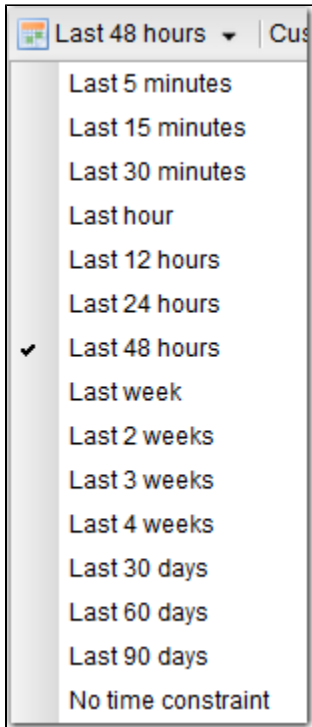 Last 48 hours Cus
Last 5 minutes
Last 15 minutes
Last 30 minutes
Last hour
Last 12 hours
Last 24 hours
Last 48 hours
Last week
Last 2 weeks
Last 3 weeks
Last 4 weeks
Last 30 days
Last 60 days
Last 90 days
No time constraint